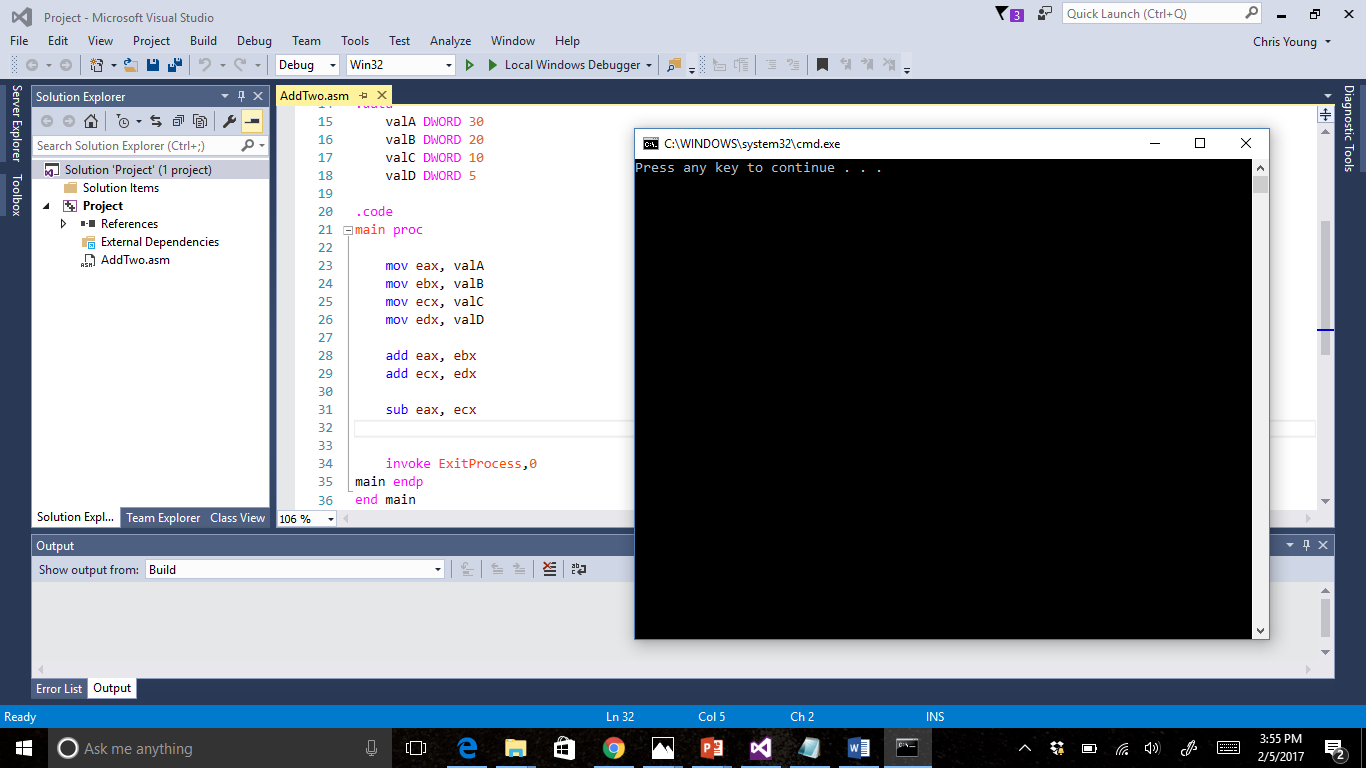 Project - Microsoft Visual Studio
3
Quick Launch (Ctrl+Q)
File Edit View Project Build Debug Team Tools Test Analyze Window Help
Chris Young
Debug Win32 Local Windows Debugger
Server Explorer
Toolbox
Solution Explorer
Search Solution Explorer (Ctrl+;)
Solution 'Project' (1 project)
Solution Items
Project
References
External Dependencies
AddTwo.asm
Solution Expl... Team Explorer Class View
AddTwo.asm
14 .data
15 valA DWORD 30
16 valB DWORD 20
17 valC DWORD 10
18 valD DWORD 5
19
20 .code
21 main proc
22
23 mov eax, valA
24 mov ebx, valB
25 mov ecx, valC
26 mov edx, valD
27
28 add eax, ebx
29 add ecx, edx
30
31 sub eax, ecx
32
33
34 invoke ExitProcess,0
35 main endp
36 end main
106 %
C:\WINDOWS\system32\cmd.exe
Press any key to continue . . .
Diagnostic Tools
Output
Show output from: Build
Error List Output
Ready Ln 32 Col 5 Ch 2 INS
Ask me anything
3:55 PM
2/5/2017
2